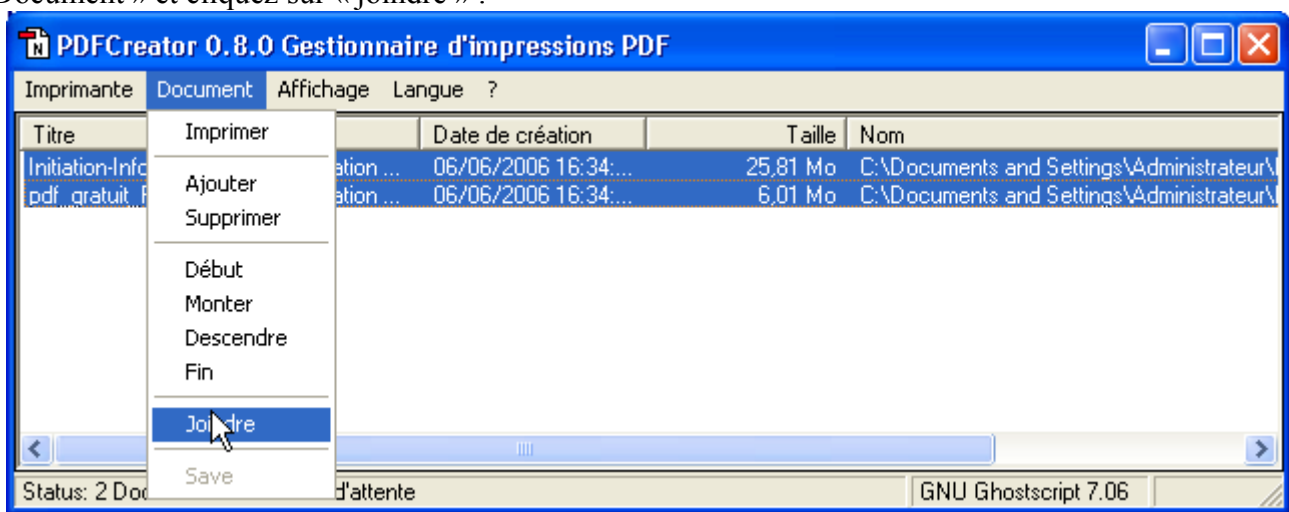 Document » et cliquez sur « joindre » :
PDFCreator 0.8.0 Gestionnaire d'impressions PDF
Imprimante Document Affichage Langue ?
Titre Date de création Taille Nom
Initiation-Info ation ... 06/06/2006 16:34:... 25,81 Mo C:\Documents and Settings\Administrateur\
pdf_gratuit_ ation ... 06/06/2006 16:34:... 6,01 Mo C:\Documents and Settings\Administrateur\
Imprimer
Ajouter
Supprimer
Début
Monter
Descendre
Fin
Joindre
Save
Status: 2 Do d'attente GNU Ghostscript 7.06